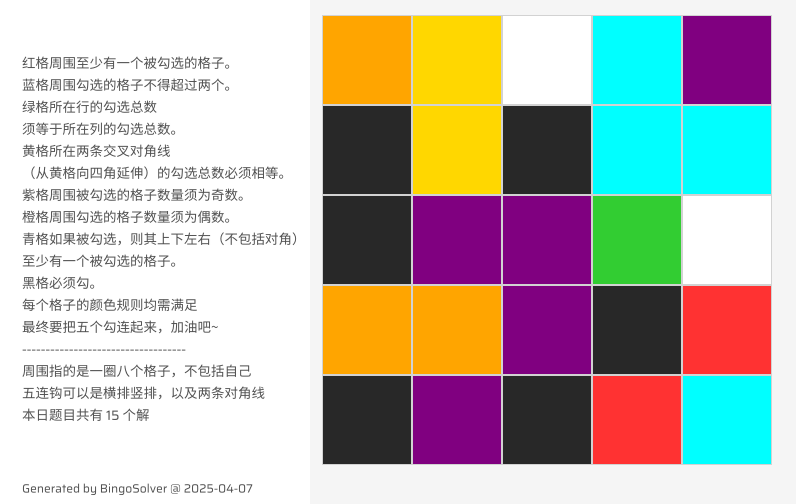 红格周围至少有一个被勾选的格子。
蓝格周围勾选的格子不得超过两个。
绿格所在行的勾选总数
须等于所在列的勾选总数。
黄格所在两条交叉对角线
（从黄格向四角延伸）的勾选总数必须相等。
紫格周围被勾选的格子数量须为奇数。
橙格周围勾选的格子数量须为偶数。
青格如果被勾选，则其上下左右（不包括对角）
至少有一个被勾选的格子。
黑格必须勾。
每个格子的颜色规则均需满足
最终要把五个勾连起来，加油吧~
----------------------------------
周围指的是一圈八个格子，不包括自己
五连钩可以是横排竖排，以及两条对角线
本日题目共有 15 个解
Generated by BingoSolver @ 2025-04-07